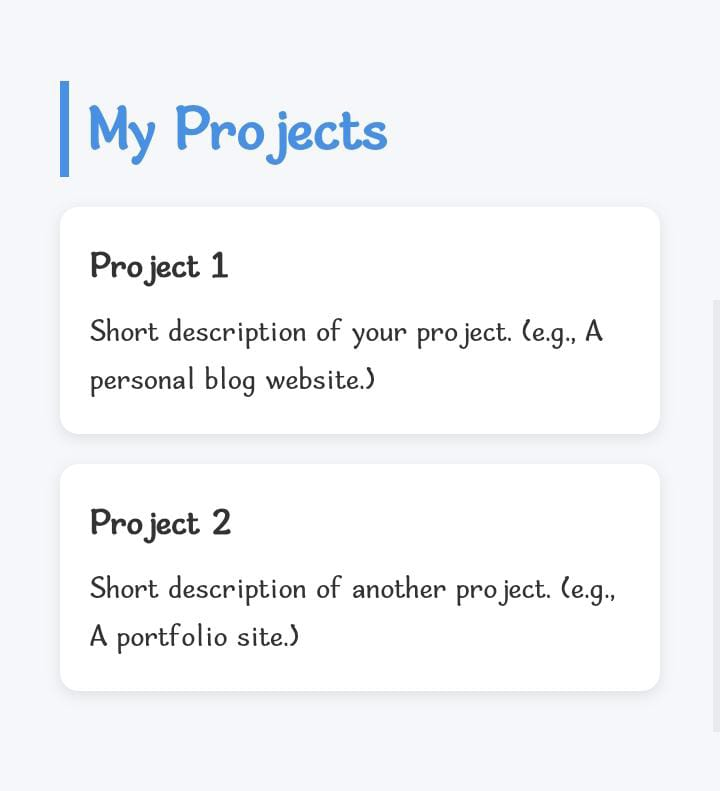 My Projects
Project 1
Short description of your project. (e.g., A
personal blog website.)
Project 2
Short description of another project. (e.g.,
A portfolio site.)